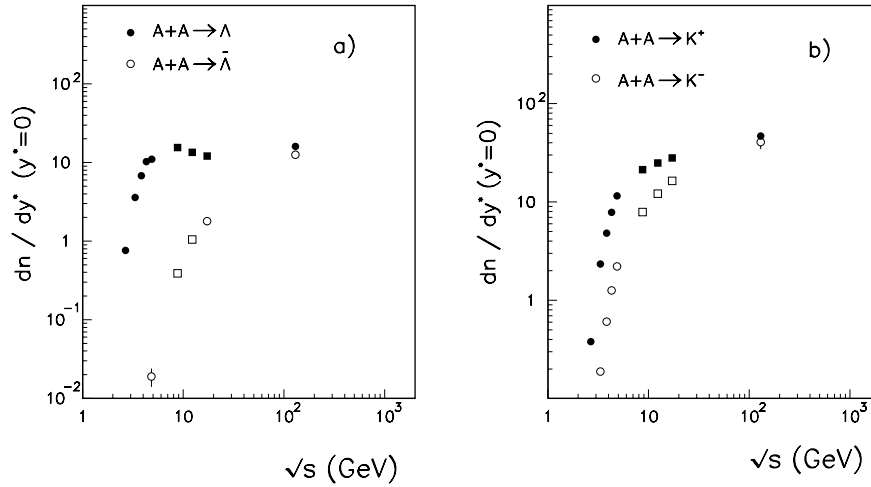 A+A→Λ
A+A→Λ̄
a)
dn / dy* (y*=0)
10²
10
1
10⁻¹
10⁻²
1
10
10²
10³
√s (GeV)
A+A→K⁺
A+A→K⁻
b)
dn / dy* (y*=0)
10²
10
1
1
10
10²
10³
√s (GeV)